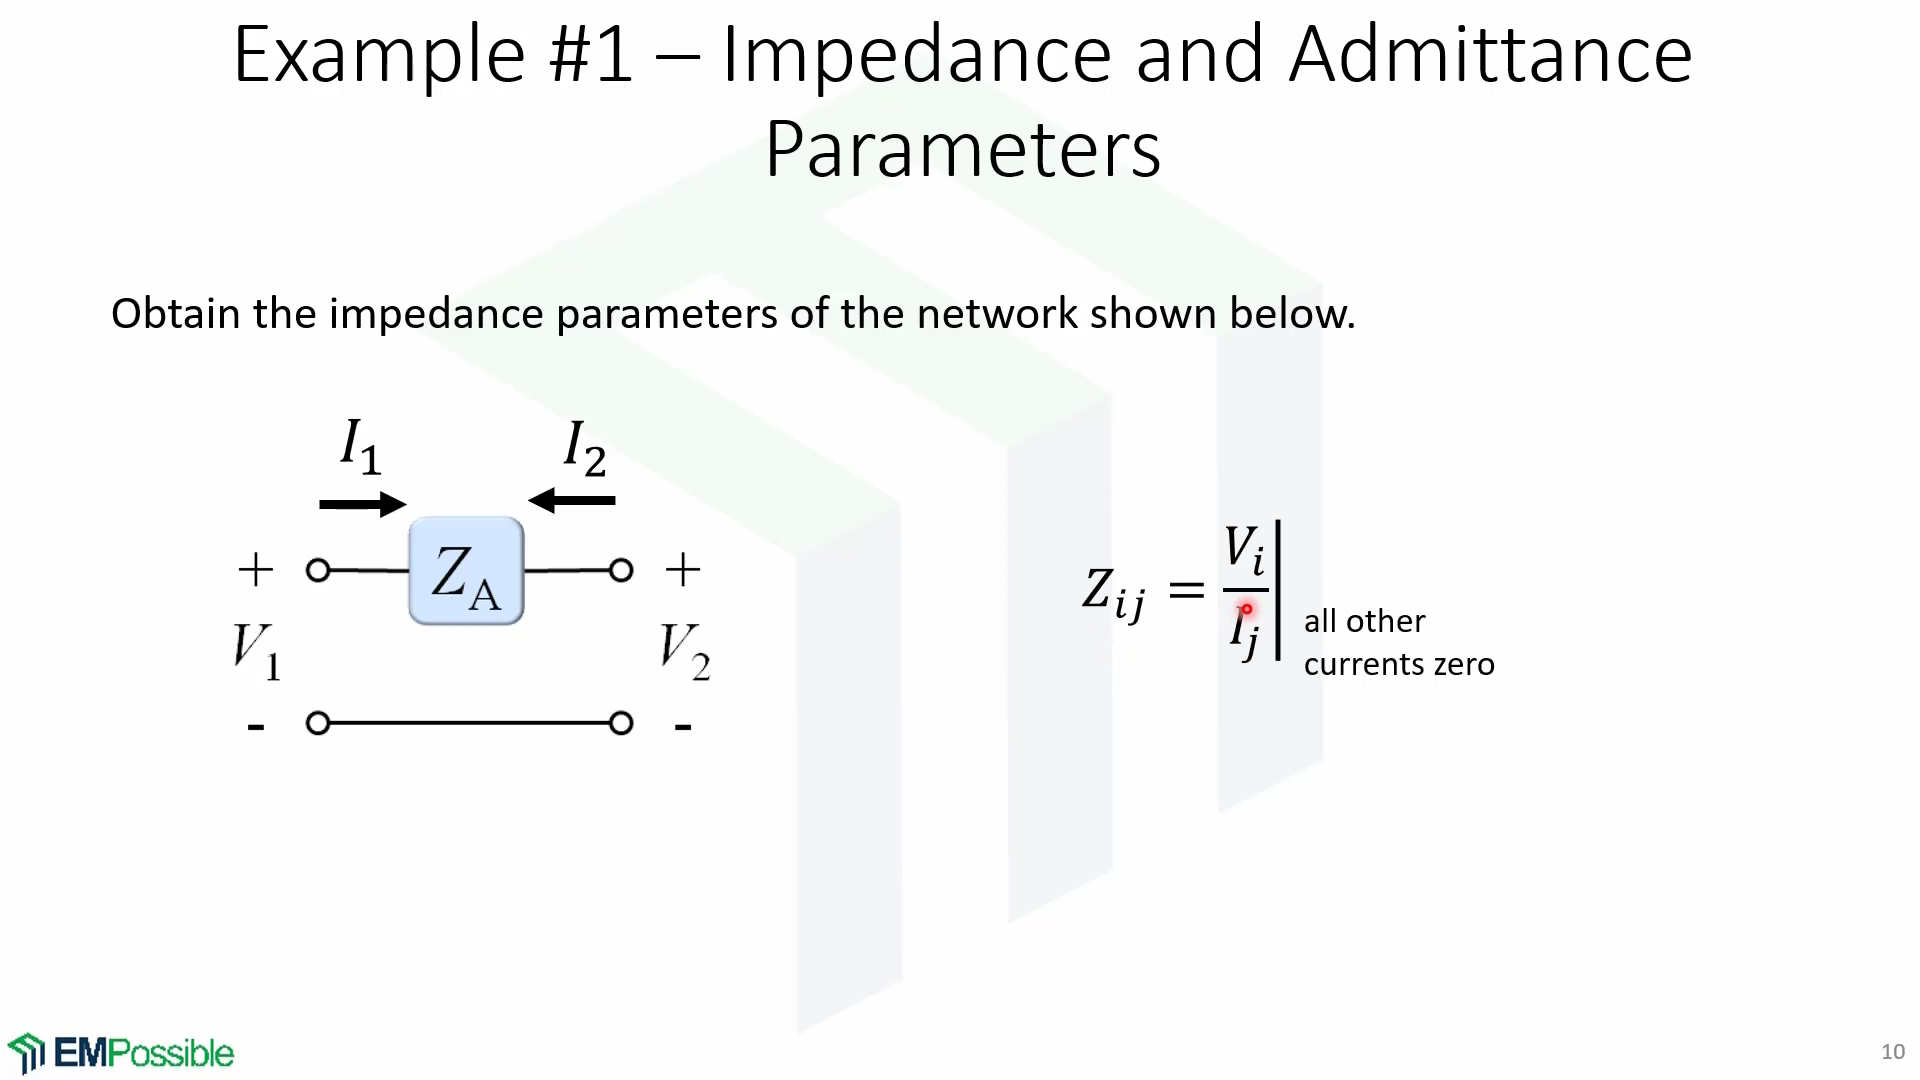 Example #1 – Impedance and Admittance
Parameters
Obtain the impedance parameters of the network shown below.
I₁ I₂
+ Z_A +
V₁ V₂
- -
Z_ij = V_i / I_j |
all other
currents zero
EMPossible
10